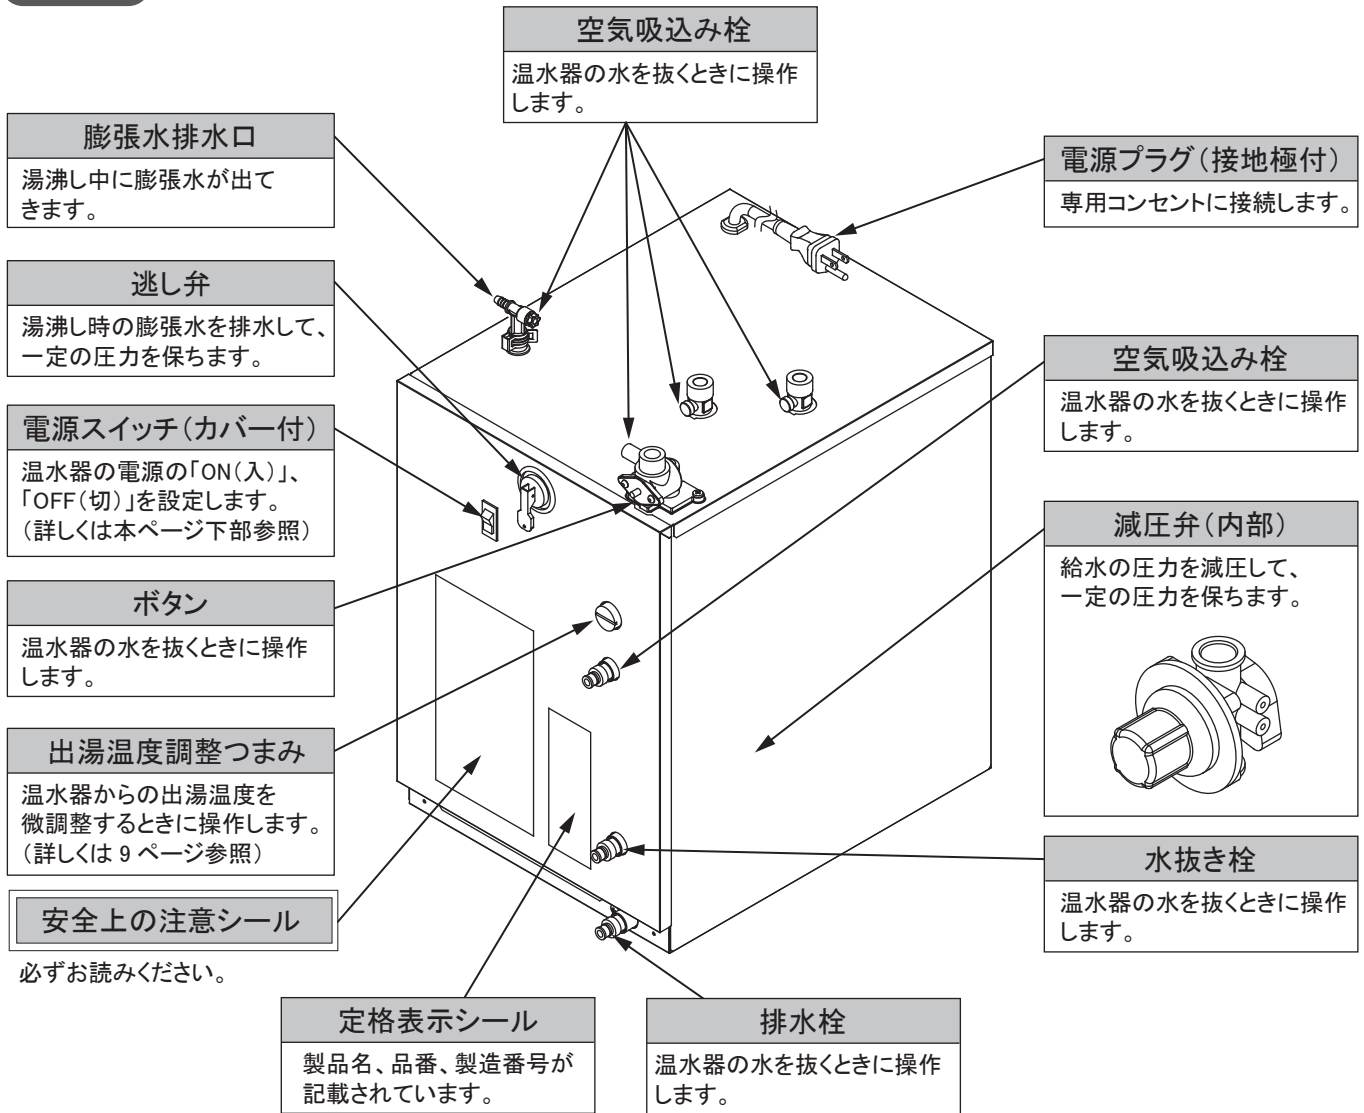 空気吸込み栓
温水器の水を抜くときに操作
します。
膨張水排水口
湯沸し中に膨張水が出て
きます。
電源プラグ（接地極付）
専用コンセントに接続します。
逃し弁
湯沸し時の膨張水を排水して、
一定の圧力を保ちます。
空気吸込み栓
温水器の水を抜くときに操作
します。
電源スイッチ（カバー付）
温水器の電源の「ON（入）」、
「OFF（切）」を設定します。
（詳しくは本ページ下部参照）
減圧弁（内部）
給水の圧力を減圧して、
一定の圧力を保ちます。
ボタン
温水器の水を抜くときに操作
します。
出湯温度調整つまみ
温水器からの出湯温度を
微調整するときに操作します。
（詳しくは 9 ページ参照）
水抜き栓
温水器の水を抜くときに操作
します。
安全上の注意シール
必ずお読みください。
定格表示シール
製品名、品番、製造番号が
記載されています。
排水栓
温水器の水を抜くときに操作
します。